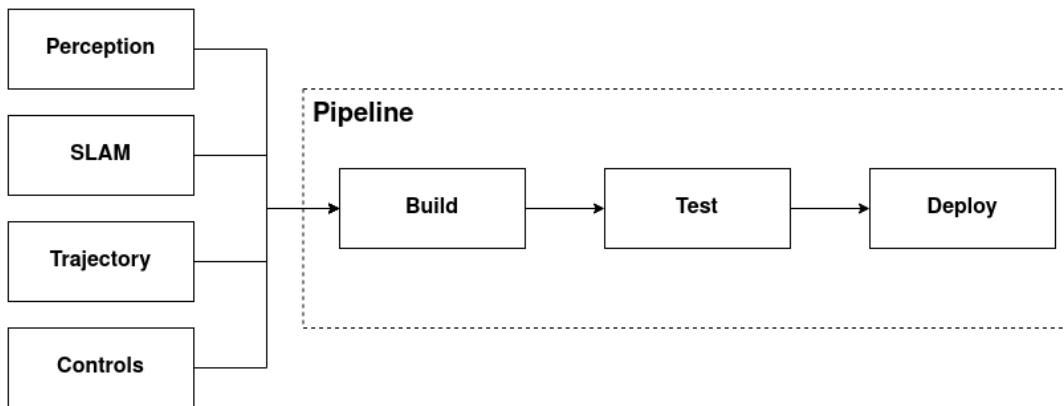 Perception
SLAM
Trajectory
Controls
Pipeline
Build
Test
Deploy